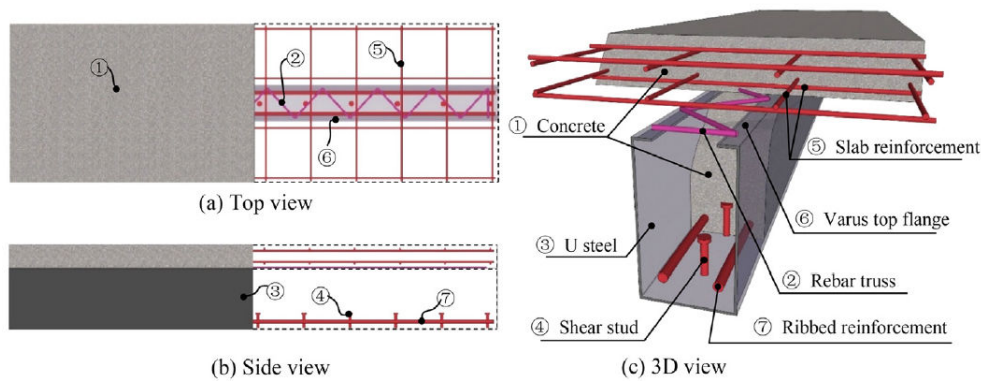 ①
②
⑤
⑥
(a) Top view
③
④
⑦
(b) Side view
① Concrete
⑤ Slab reinforcement
⑥ Varus top flange
③ U steel
② Rebar truss
④ Shear stud
⑦ Ribbed reinforcement
(c) 3D view